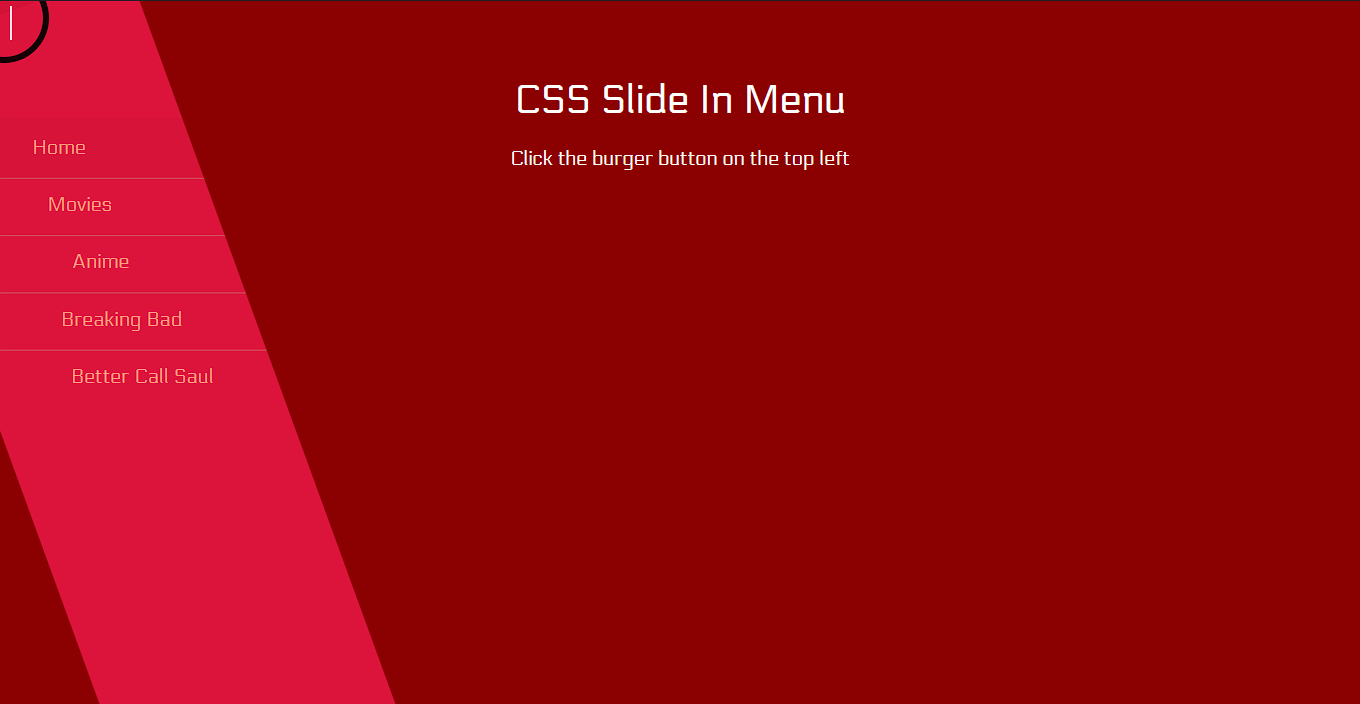 CSS Slide In Menu
Click the burger button on the top left
Home
Movies
Anime
Breaking Bad
Better Call Saul